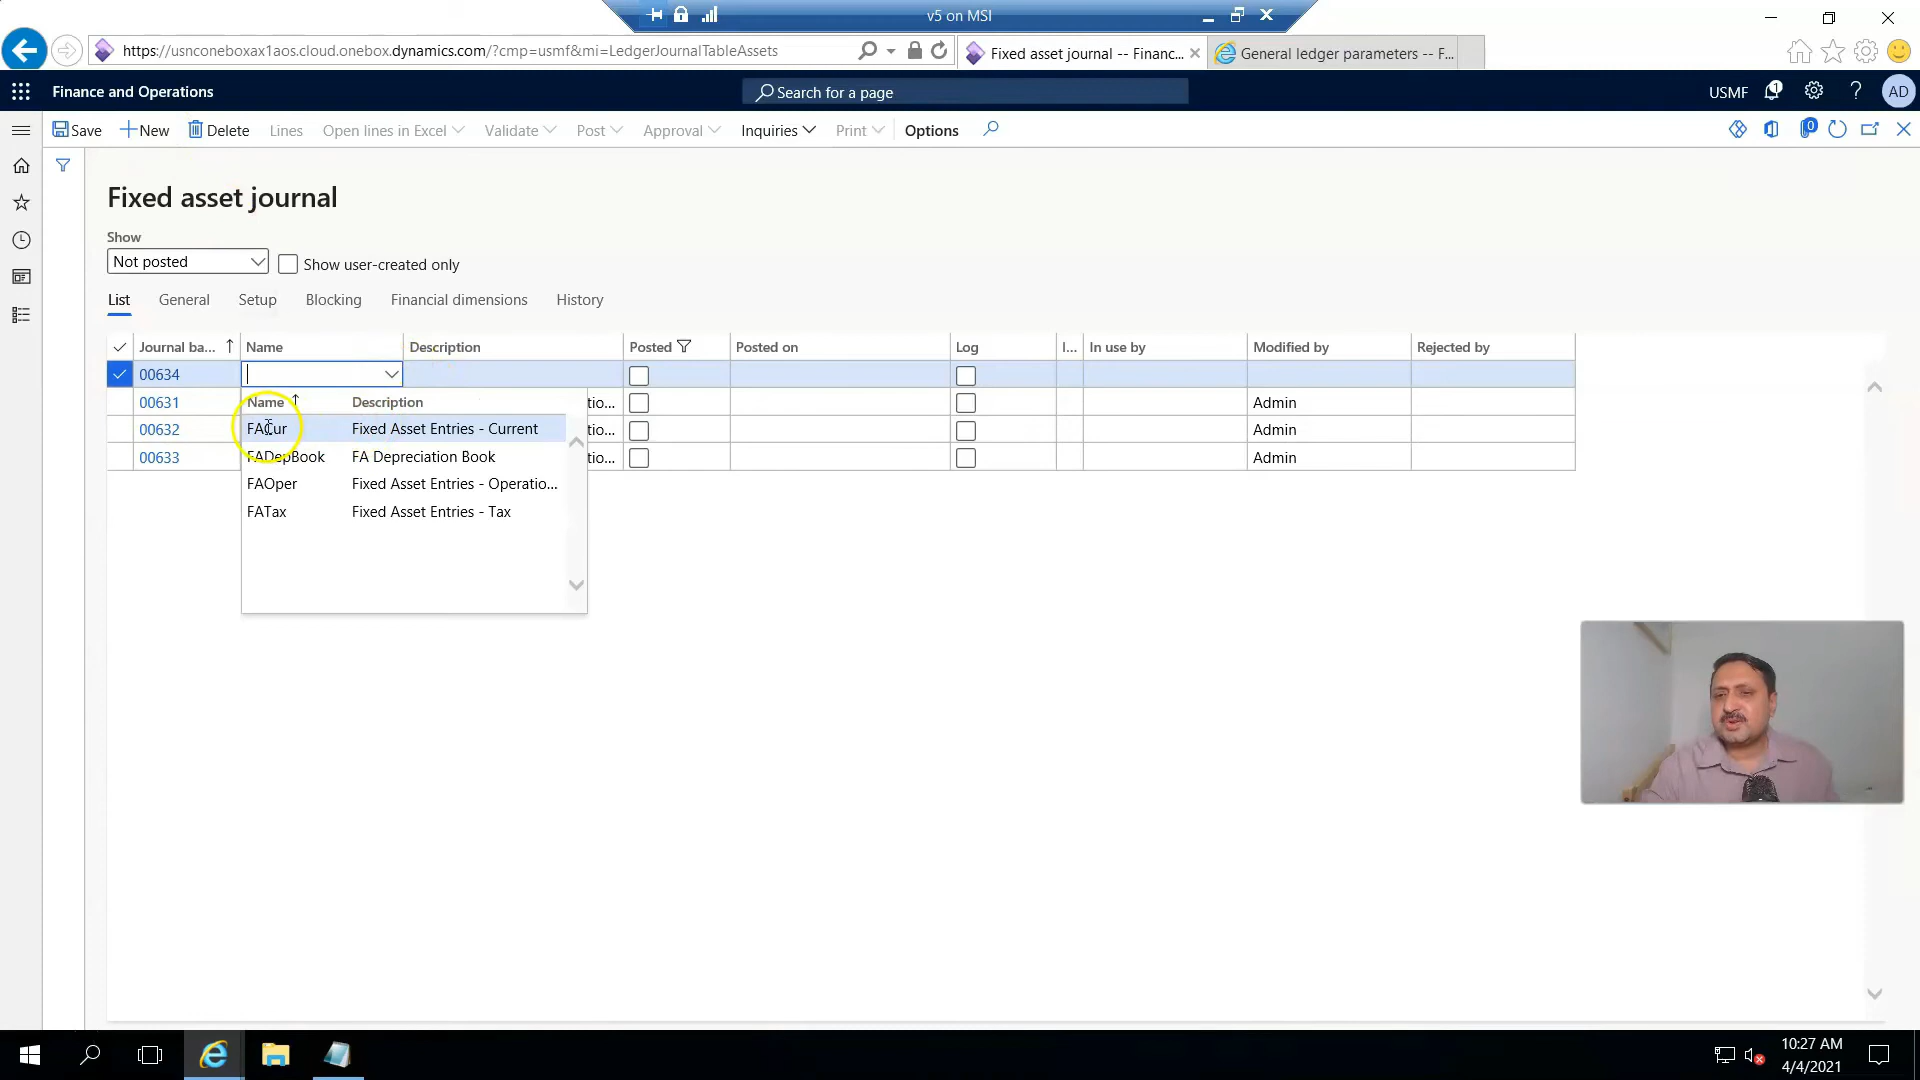 v5 on MSI
https://usnconeboxax1aos.cloud.onebox.dynamics.com/?cmp=usmf&mi=LedgerJournalTableAssets
Fixed asset journal -- Financ...
General ledger parameters -- F...
Finance and Operations
Search for a page
USMF
1
?
AD
Save
New
Delete
Lines
Open lines in Excel
Validate
Post
Approval
Inquiries
Print
Options
0
Fixed asset journal
Show
Not posted
Show user-created only
List
General
Setup
Blocking
Financial dimensions
History
Journal ba...
Name
Description
Posted
Posted on
Log
I...
In use by
Modified by
Rejected by
00634
00631
Name
Description
tio...
Admin
00632
FACur
Fixed Asset Entries - Current
tio...
Admin
00633
FADepBook
FA Depreciation Book
tio...
Admin
FAOper
Fixed Asset Entries - Operatio...
FATax
Fixed Asset Entries - Tax
10:27 AM
4/4/2021